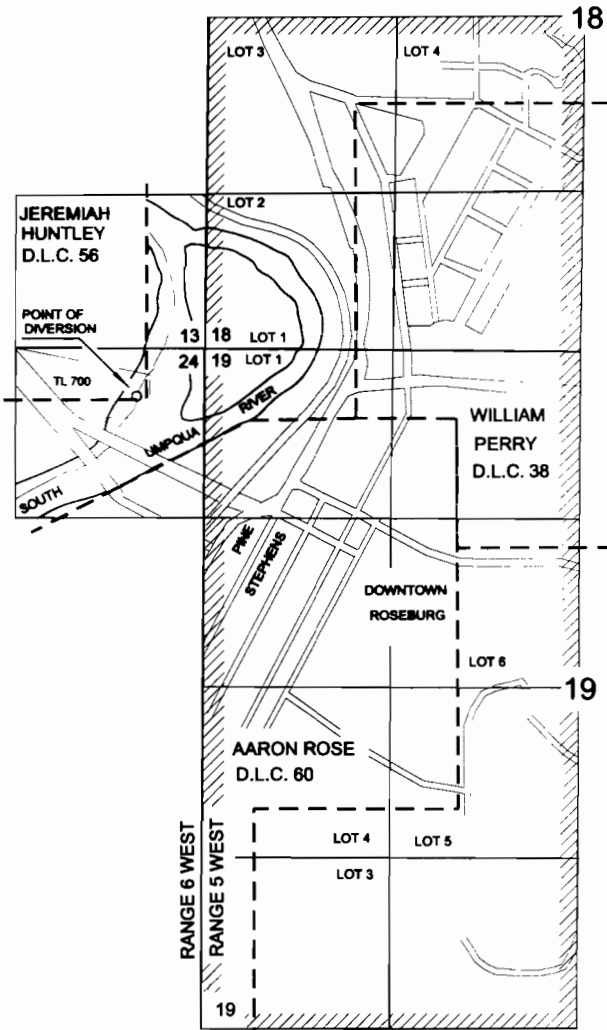 18
LOT 3
LOT 4
JEREMIAH
HUNTLEY
D.L.C. 56
LOT 2
POINT OF
DIVERSION
13 18 LOT 1
24 19 LOT 1
TL 700
SOUTH UMPQUA RIVER
WILLIAM
PERRY
D.L.C. 38
PINE
STEPHENS
DOWNTOWN
ROSEBURG
LOT 6
19
AARON ROSE
D.L.C. 60
LOT 4
LOT 5
LOT 3
RANGE 6 WEST
RANGE 5 WEST
19